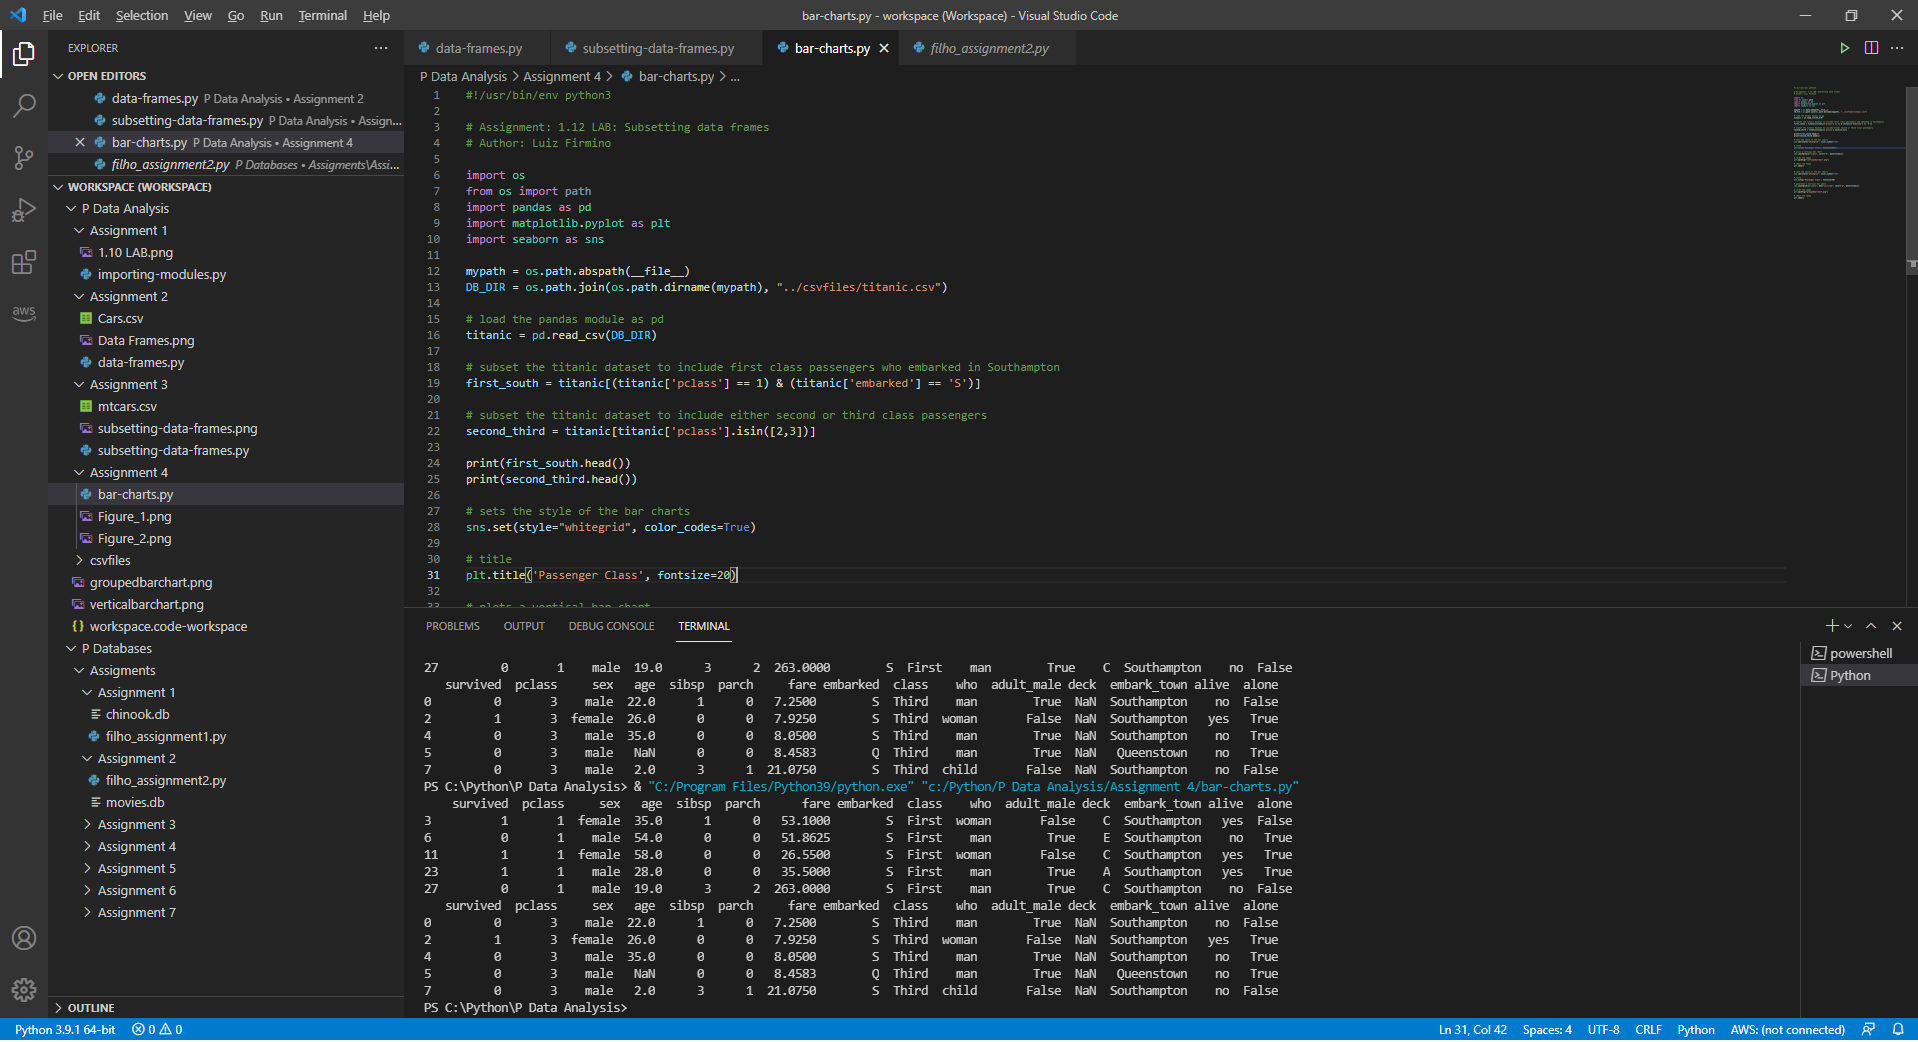 File Edit Selection View Go Run Terminal Help
bar-charts.py - workspace (Workspace) - Visual Studio Code
EXPLORER
OPEN EDITORS
data-frames.py P Data Analysis • Assignment 2
subsetting-data-frames.py P Data Analysis • Assign...
bar-charts.py P Data Analysis • Assignment 4
filho_assignment2.py P Databases • Assigments\Assi...
WORKSPACE (WORKSPACE)
P Data Analysis
Assignment 1
1.10 LAB.png
importing-modules.py
Assignment 2
Cars.csv
Data Frames.png
data-frames.py
Assignment 3
mtcars.csv
subsetting-data-frames.png
subsetting-data-frames.py
Assignment 4
bar-charts.py
Figure_1.png
Figure_2.png
csvfiles
groupedbarchart.png
verticalbarchart.png
workspace.code-workspace
P Databases
Assigments
Assignment 1
chinook.db
filho_assignment1.py
Assignment 2
filho_assignment2.py
movies.db
Assignment 3
Assignment 4
Assignment 5
Assignment 6
Assignment 7
OUTLINE
aws
data-frames.py subsetting-data-frames.py bar-charts.py filho_assignment2.py
P Data Analysis > Assignment 4 > bar-charts.py > ...
1 #!/usr/bin/env python3
2
3 # Assignment: 1.12 LAB: Subsetting data frames
4 # Author: Luiz Firmino
5
6 import os
7 from os import path
8 import pandas as pd
9 import matplotlib.pyplot as plt
10 import seaborn as sns
11
12 mypath = os.path.abspath(__file__)
13 DB_DIR = os.path.join(os.path.dirname(mypath), "../csvfiles/titanic.csv")
14
15 # load the pandas module as pd
16 titanic = pd.read_csv(DB_DIR)
17
18 # subset the titanic dataset to include first class passengers who embarked in Southampton
19 first_south = titanic[(titanic['pclass'] == 1) & (titanic['embarked'] == 'S')]
20
21 # subset the titanic dataset to include either second or third class passengers
22 second_third = titanic[titanic['pclass'].isin([2,3])]
23
24 print(first_south.head())
25 print(second_third.head())
26
27 # sets the style of the bar charts
28 sns.set(style="whitegrid", color_codes=True)
29
30 # title
31 plt.title('Passenger Class', fontsize=20)
32
33 # plots a vertical bar chart
PROBLEMS OUTPUT DEBUG CONSOLE TERMINAL
27 0 1 male 19.0 3 2 263.0000 S First man True C Southampton no False
survived pclass sex age sibsp parch fare embarked class who adult_male deck embark_town alive alone
0 0 3 male 22.0 1 0 7.2500 S Third man True NaN Southampton no False
2 1 3 female 26.0 0 0 7.9250 S Third woman False NaN Southampton yes True
4 0 3 male 35.0 0 0 8.0500 S Third man True NaN Southampton no True
5 0 3 male NaN 0 0 8.4583 Q Third man True NaN Queenstown no True
7 0 3 male 2.0 3 1 21.0750 S Third child False NaN Southampton no False
PS C:\Python\P Data Analysis> & "C:/Program Files/Python39/python.exe" "c:/Python/P Data Analysis/Assignment 4/bar-charts.py"
survived pclass sex age sibsp parch fare embarked class who adult_male deck embark_town alive alone
3 1 1 female 35.0 1 0 53.1000 S First woman False C Southampton yes False
6 0 1 male 54.0 0 0 51.8625 S First man True E Southampton no True
11 1 1 female 58.0 0 0 26.5500 S First woman False C Southampton yes True
23 1 1 male 28.0 0 0 35.5000 S First man True A Southampton yes True
27 0 1 male 19.0 3 2 263.0000 S First man True C Southampton no False
survived pclass sex age sibsp parch fare embarked class who adult_male deck embark_town alive alone
0 0 3 male 22.0 1 0 7.2500 S Third man True NaN Southampton no False
2 1 3 female 26.0 0 0 7.9250 S Third woman False NaN Southampton yes True
4 0 3 male 35.0 0 0 8.0500 S Third man True NaN Southampton no True
5 0 3 male NaN 0 0 8.4583 Q Third man True NaN Queenstown no True
7 0 3 male 2.0 3 1 21.0750 S Third child False NaN Southampton no False
PS C:\Python\P Data Analysis>
powershell
Python
Python 3.9.1 64-bit 0 0
Ln 31, Col 42 Spaces: 4 UTF-8 CRLF Python AWS: (not connected)